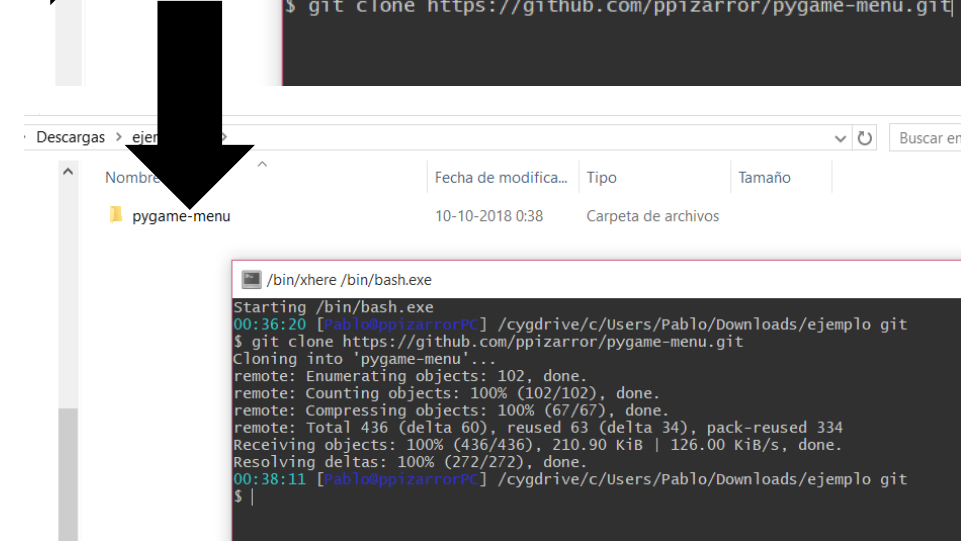 $ git clone https://github.com/ppizarror/pygame-menu.git
Descargas
Buscar en
Nombre Fecha de modifica... Tipo Tamaño
pygame-menu 10-10-2018 0:38 Carpeta de archivos
/bin/xhere /bin/bash.exe
Starting /bin/bash.exe
00:36:20 [Pablo@ppizarrorPC] /cygdrive/c/Users/Pablo/Downloads/ejemplo git
$ git clone https://github.com/ppizarror/pygame-menu.git
Cloning into 'pygame-menu'...
remote: Enumerating objects: 102, done.
remote: Counting objects: 100% (102/102), done.
remote: Compressing objects: 100% (67/67), done.
remote: Total 436 (delta 60), reused 63 (delta 34), pack-reused 334
Receiving objects: 100% (436/436), 210.90 KiB | 126.00 KiB/s, done.
Resolving deltas: 100% (272/272), done.
00:38:11 [Pablo@ppizarrorPC] /cygdrive/c/Users/Pablo/Downloads/ejemplo git
$